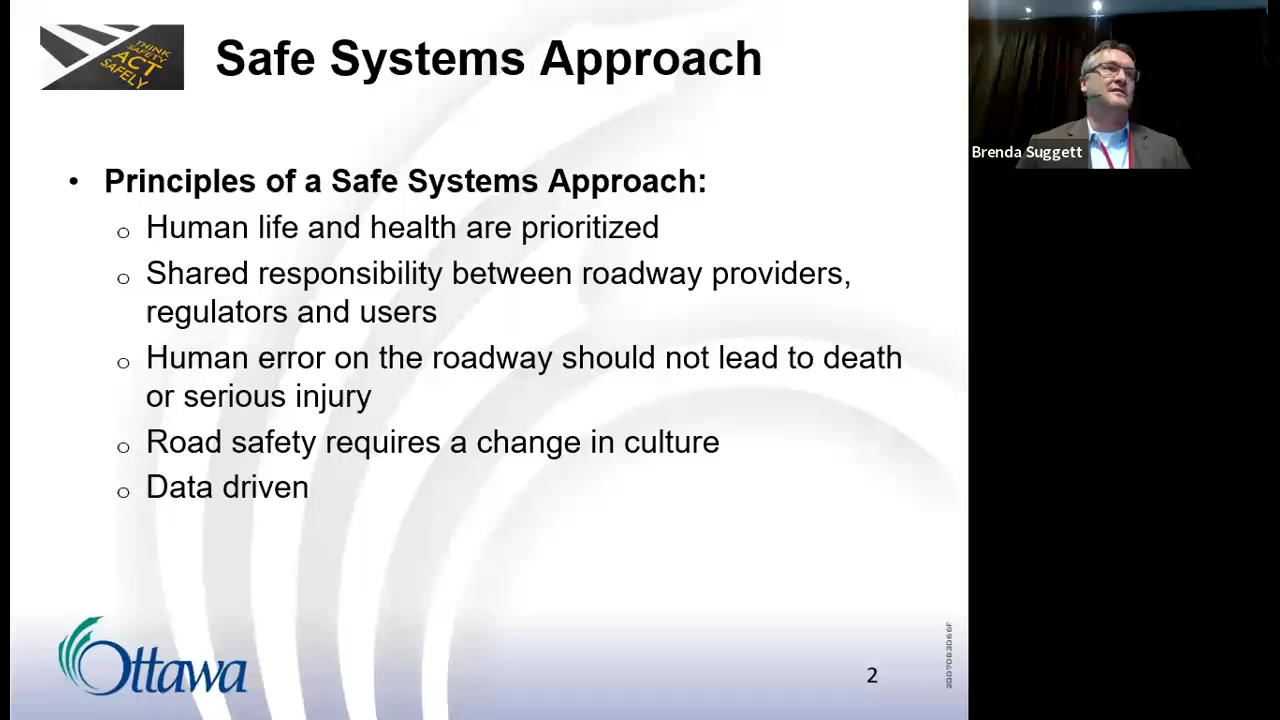 THINK
SAFETY
ACT
SAFELY
Safe Systems Approach
• Principles of a Safe Systems Approach:
o Human life and health are prioritized
o Shared responsibility between roadway providers,
regulators and users
o Human error on the roadway should not lead to death
or serious injury
o Road safety requires a change in culture
o Data driven
Ottawa
2
Brenda Suggett